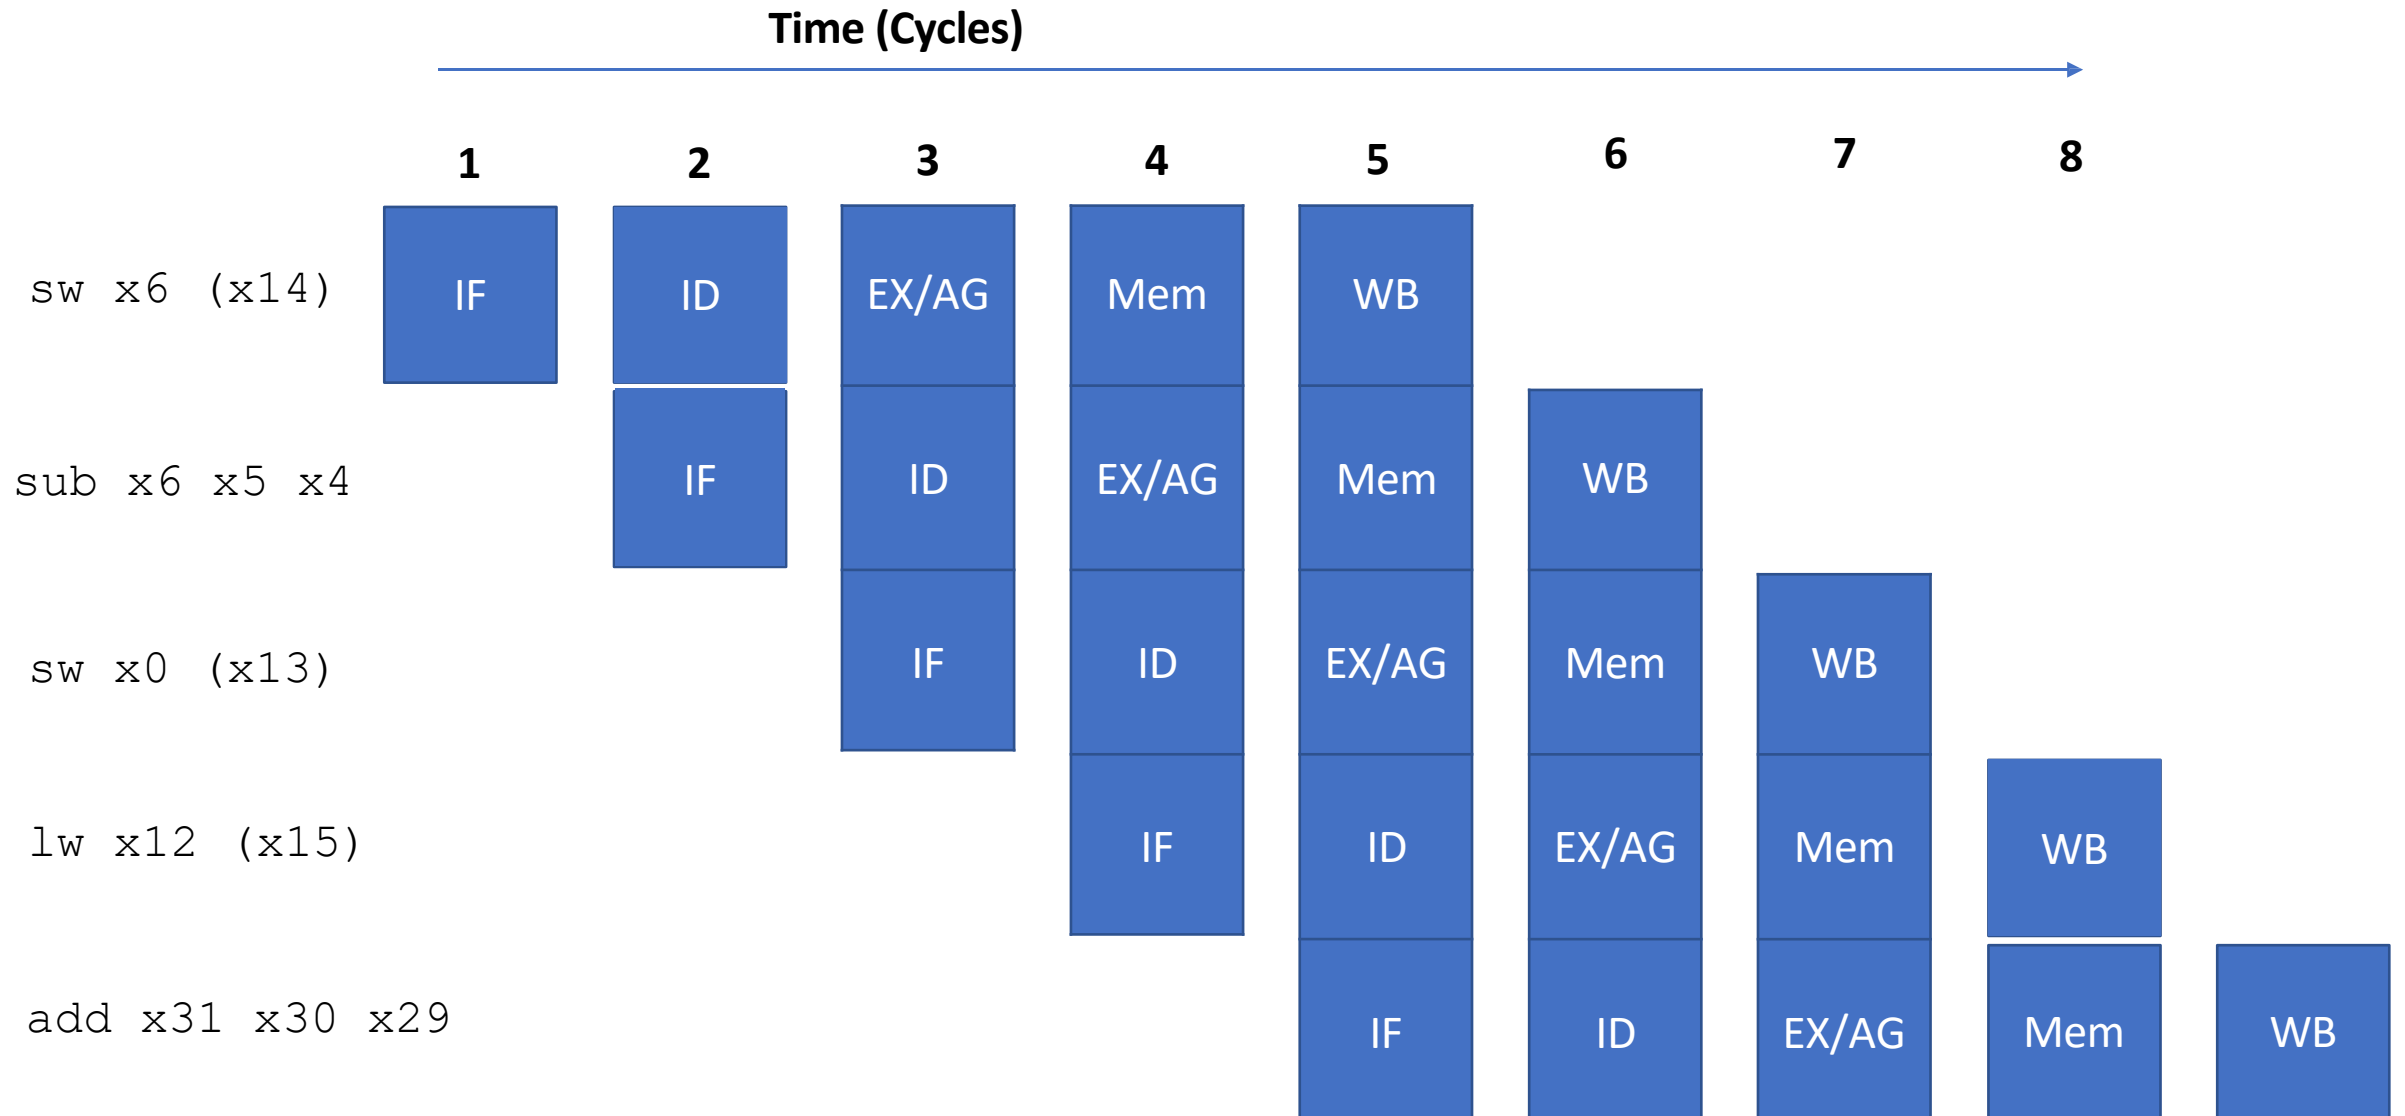 Time (Cycles)
1 2 3 4 5 6 7 8
sw x6 (x14) IF ID EX/AG Mem WB
sub x6 x5 x4 IF ID EX/AG Mem WB
sw x0 (x13) IF ID EX/AG Mem WB
lw x12 (x15) IF ID EX/AG Mem WB
add x31 x30 x29 IF ID EX/AG Mem WB